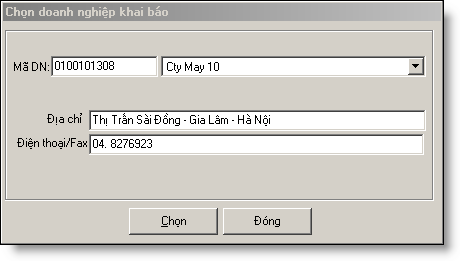 Chọn doanh nghiệp khai báo
Mã DN: 0100101308 Cty May 10
Địa chỉ Thị Trấn Sài Đồng - Gia Lâm - Hà Nội
Điện thoại/Fax 04. 8276923
Chọn Đóng